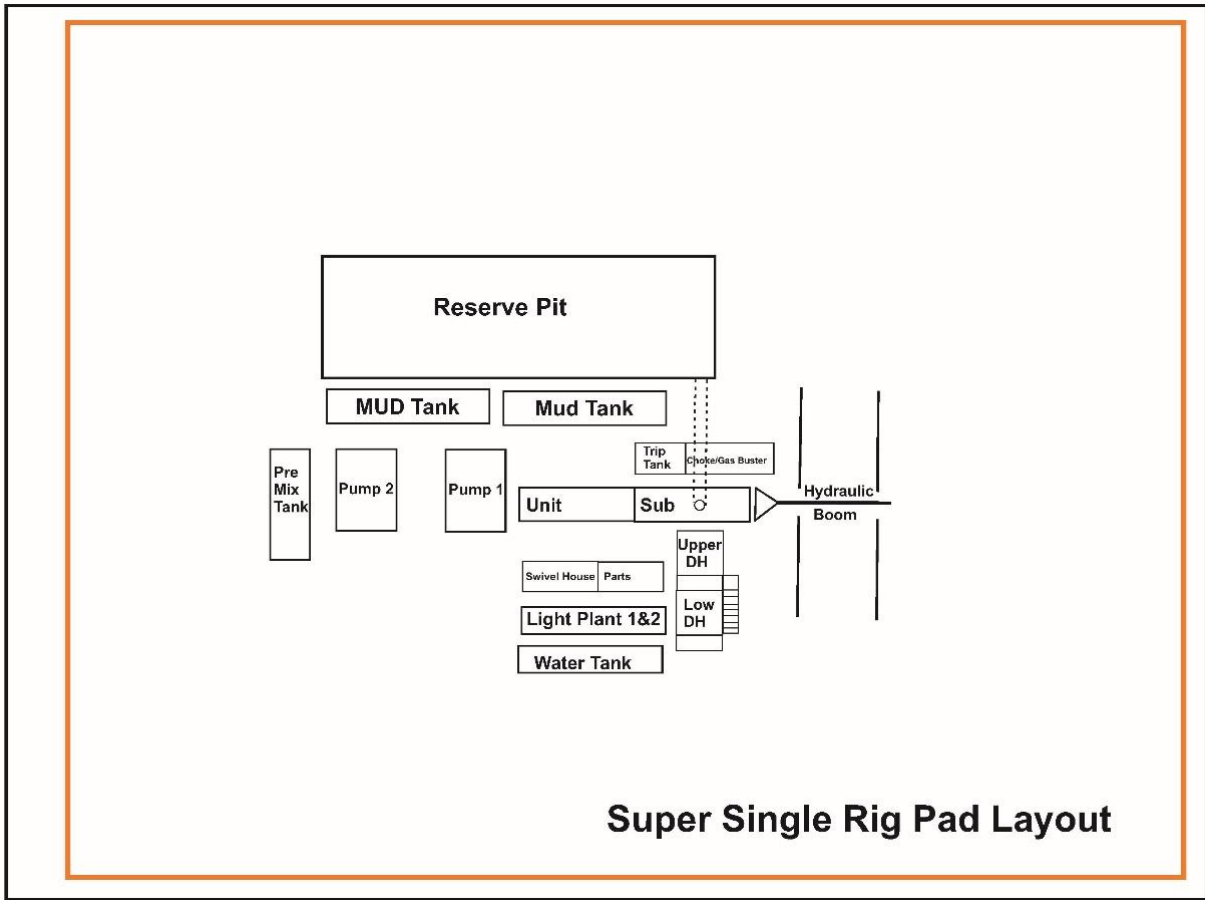 Reserve Pit
MUD Tank
Mud Tank
Trip
Tank
Choke/Gas Buster
Pre
Mix
Tank
Pump 2
Pump 1
Unit
Sub
Hydraulic
Boom
Upper
DH
Swivel House
Parts
Low
DH
Light Plant 1&2
Water Tank
Super Single Rig Pad Layout